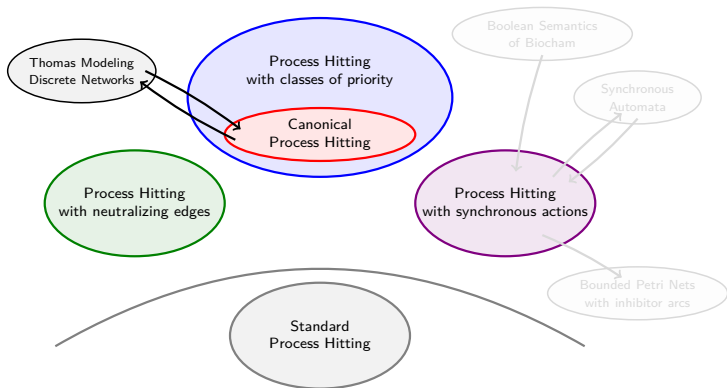 Thomas Modeling
Discrete Networks
Process Hitting
with classes of priority
Canonical
Process Hitting
Boolean Semantics
of Biocham
Synchronous
Automata
Process Hitting
with neutralizing edges
Process Hitting
with synchronous actions
Bounded Petri Nets
with inhibitor arcs
Standard
Process Hitting